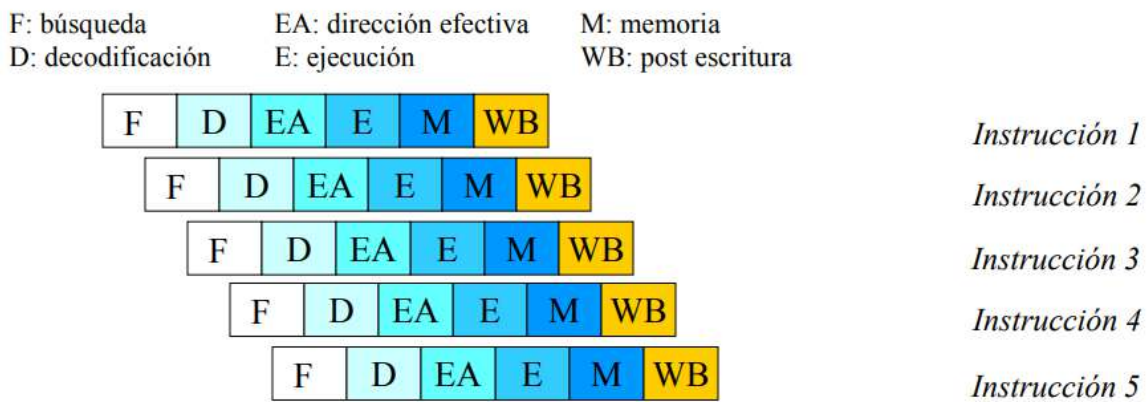 F: búsqueda EA: dirección efectiva M: memoria
D: decodificación E: ejecución WB: post escritura
F D EA E M WB Instrucción 1
F D EA E M WB Instrucción 2
F D EA E M WB Instrucción 3
F D EA E M WB Instrucción 4
F D EA E M WB Instrucción 5